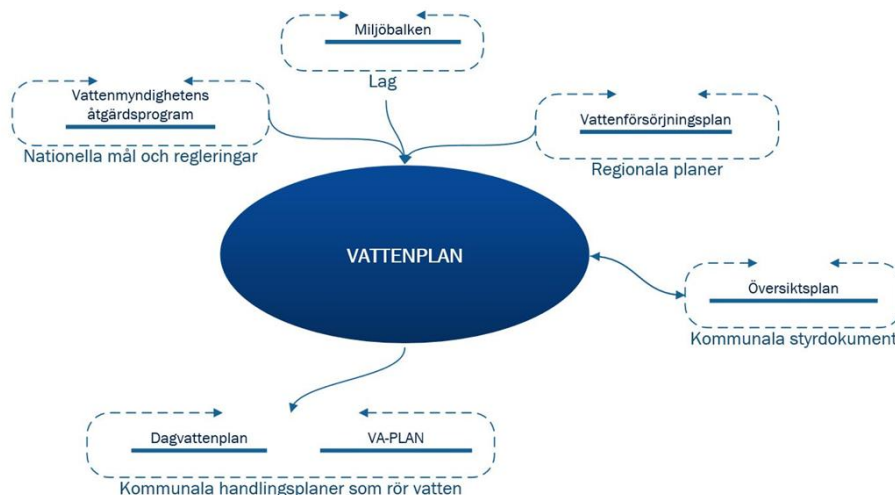 Miljöbalken
Lag
Vattenmyndighetens
åtgärdsprogram
Nationella mål och regleringar
Vattenförsörjningsplan
Regionala planer
VATTENPLAN
Översiktsplan
Kommunala styrdokument
Dagvattenplan
VA-PLAN
Kommunala handlingsplaner som rör vatten